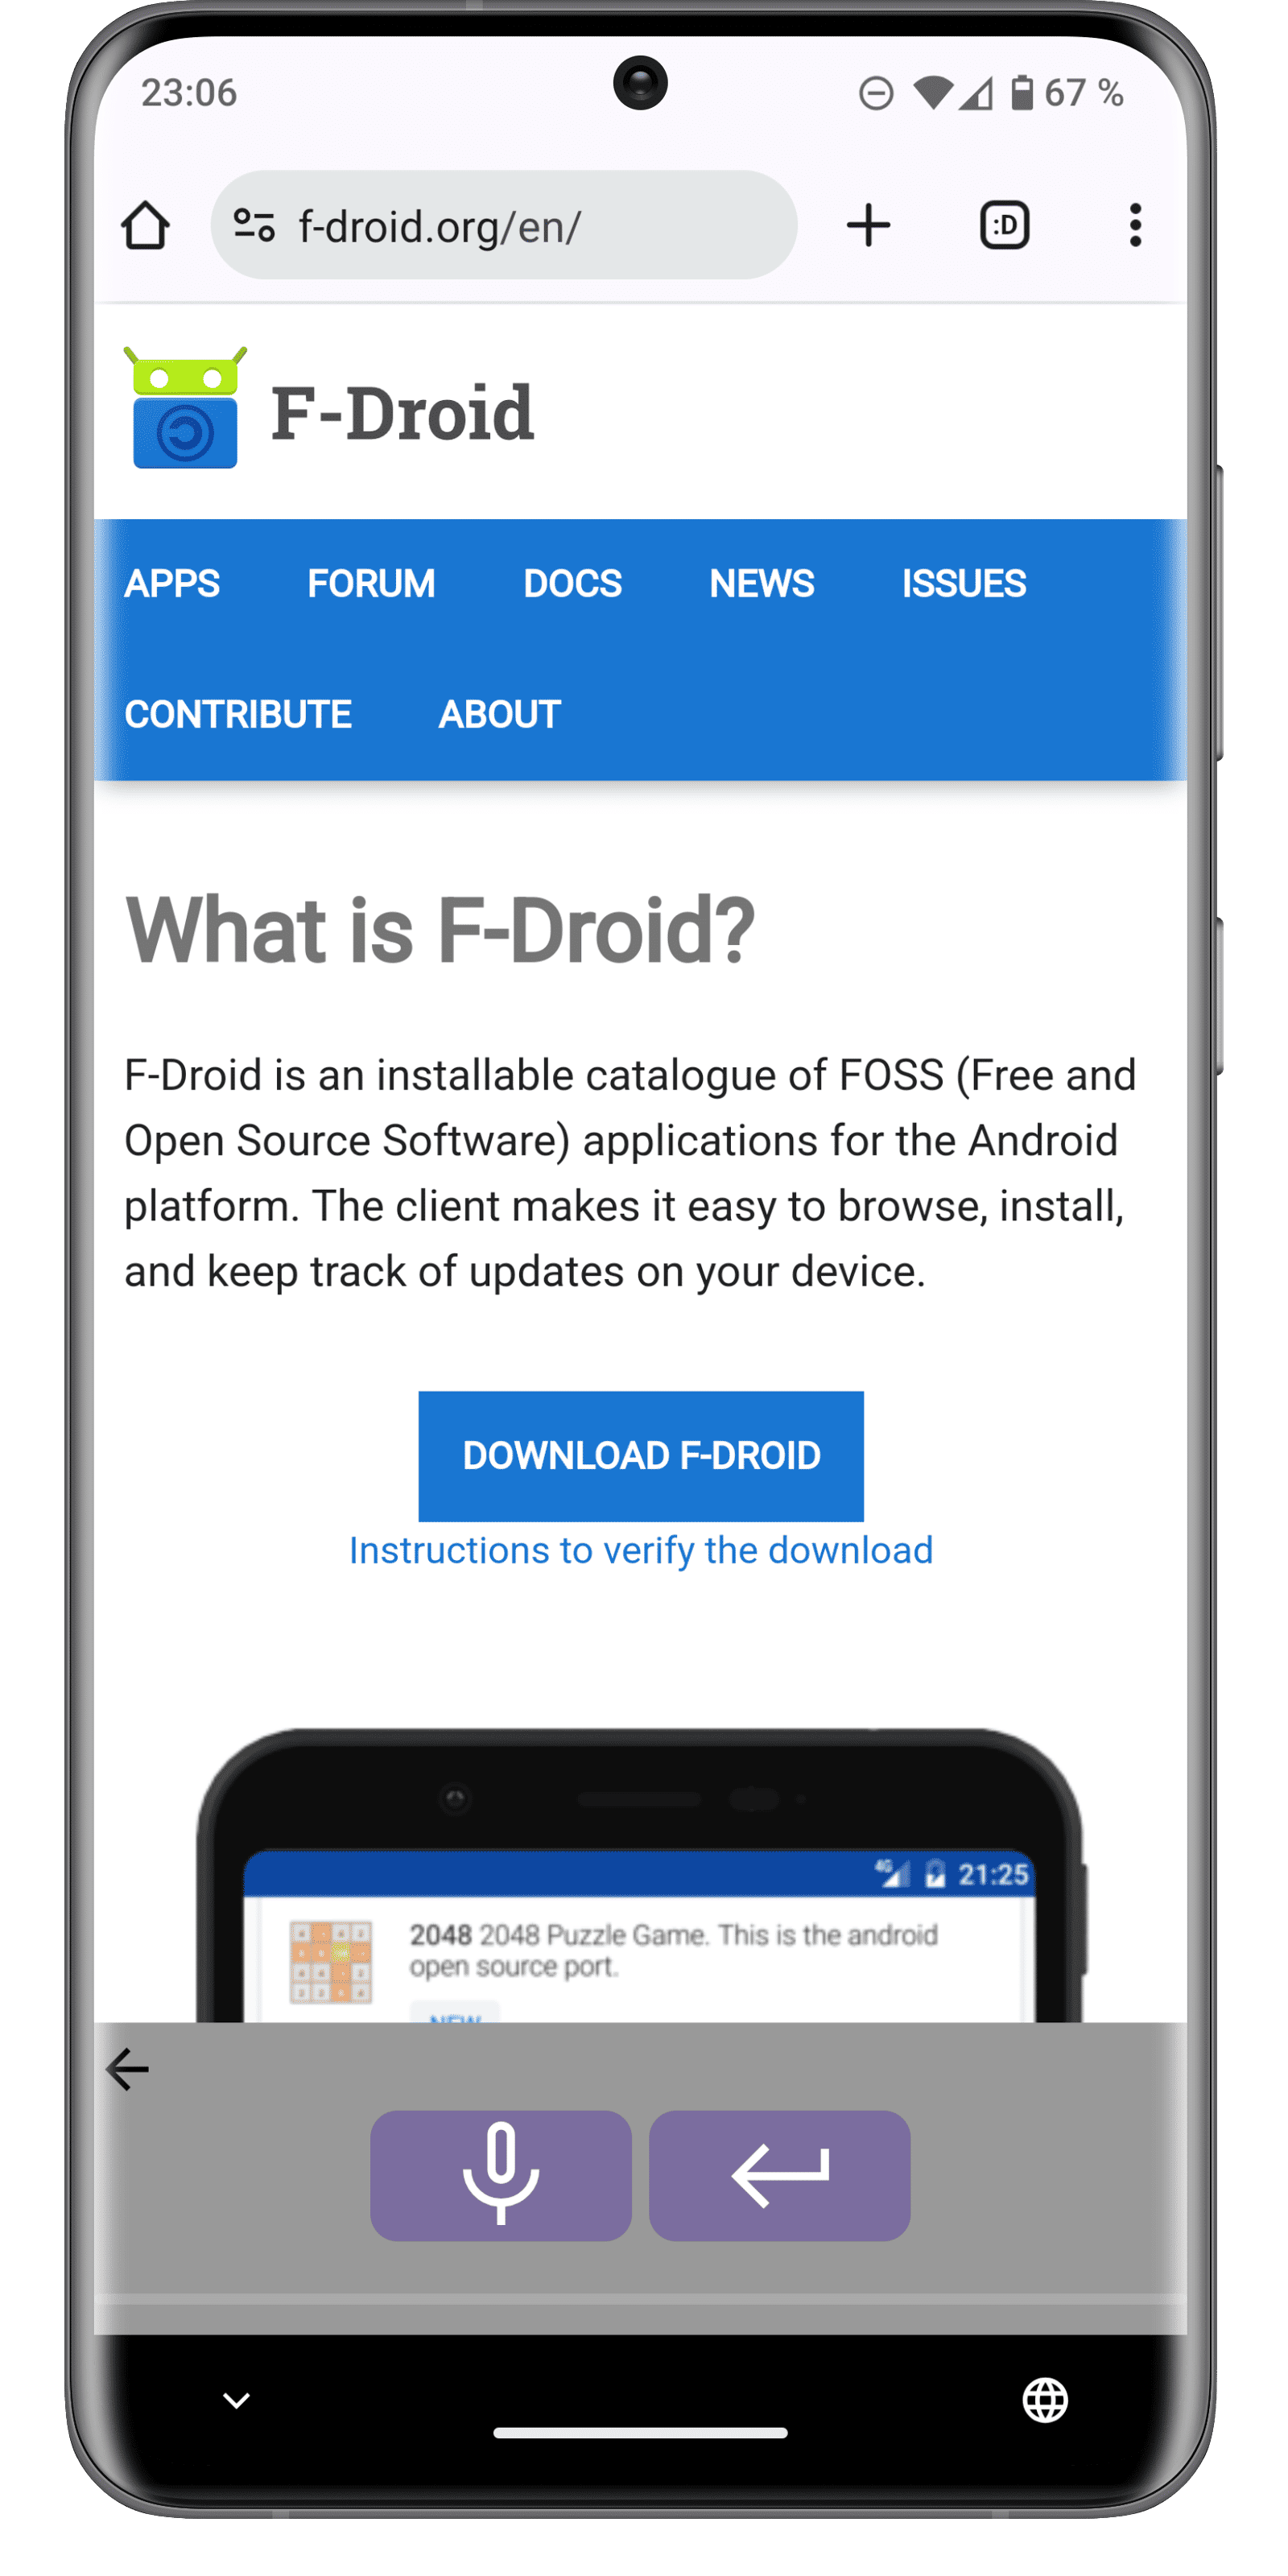 23:06
67 %
f-droid.org/en/
:D
F-Droid
APPS FORUM DOCS NEWS ISSUES
CONTRIBUTE ABOUT
What is F-Droid?
F-Droid is an installable catalogue of FOSS (Free and
Open Source Software) applications for the Android
platform. The client makes it easy to browse, install,
and keep track of updates on your device.
DOWNLOAD F-DROID
Instructions to verify the download
4G 21:25
2048 2048 Puzzle Game. This is the android
open source port.
NEW